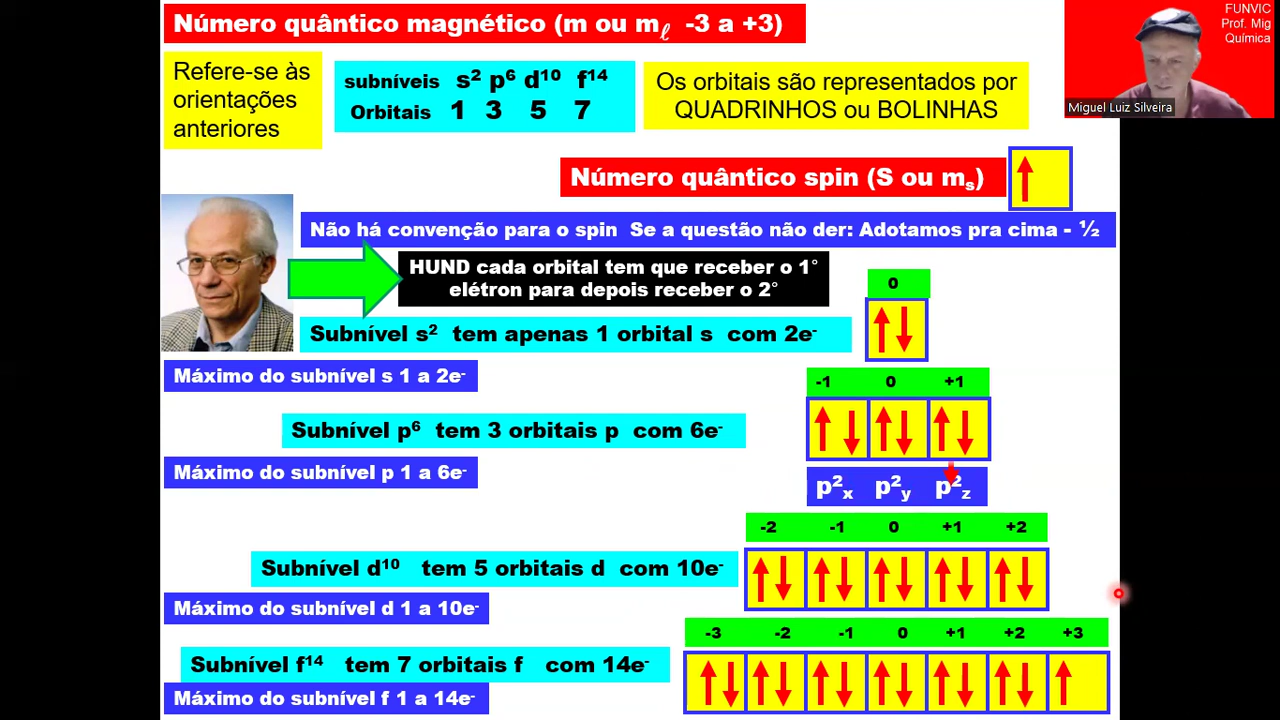 Número quântico magnético (m ou mℓ -3 a +3)
FUNVIC
Prof. Mig
Química
Miguel Luiz Silveira
Refere-se às
orientações
anteriores
subníveis s² p⁶ d¹⁰ f¹⁴
Orbitais 1 3 5 7
Os orbitais são representados por
QUADRINHOS ou BOLINHAS
Número quântico spin (S ou mₛ)
Não há convenção para o spin Se a questão não der: Adotamos pra cima - ½
HUND cada orbital tem que receber o 1°
elétron para depois receber o 2°
0
Subnível s² tem apenas 1 orbital s com 2e⁻
Máximo do subnível s 1 a 2e⁻
-1 0 +1
Subnível p⁶ tem 3 orbitais p com 6e⁻
Máximo do subnível p 1 a 6e⁻
p²x p²y p²z
-2 -1 0 +1 +2
Subnível d¹⁰ tem 5 orbitais d com 10e⁻
Máximo do subnível d 1 a 10e⁻
-3 -2 -1 0 +1 +2 +3
Subnível f¹⁴ tem 7 orbitais f com 14e⁻
Máximo do subnível f 1 a 14e⁻